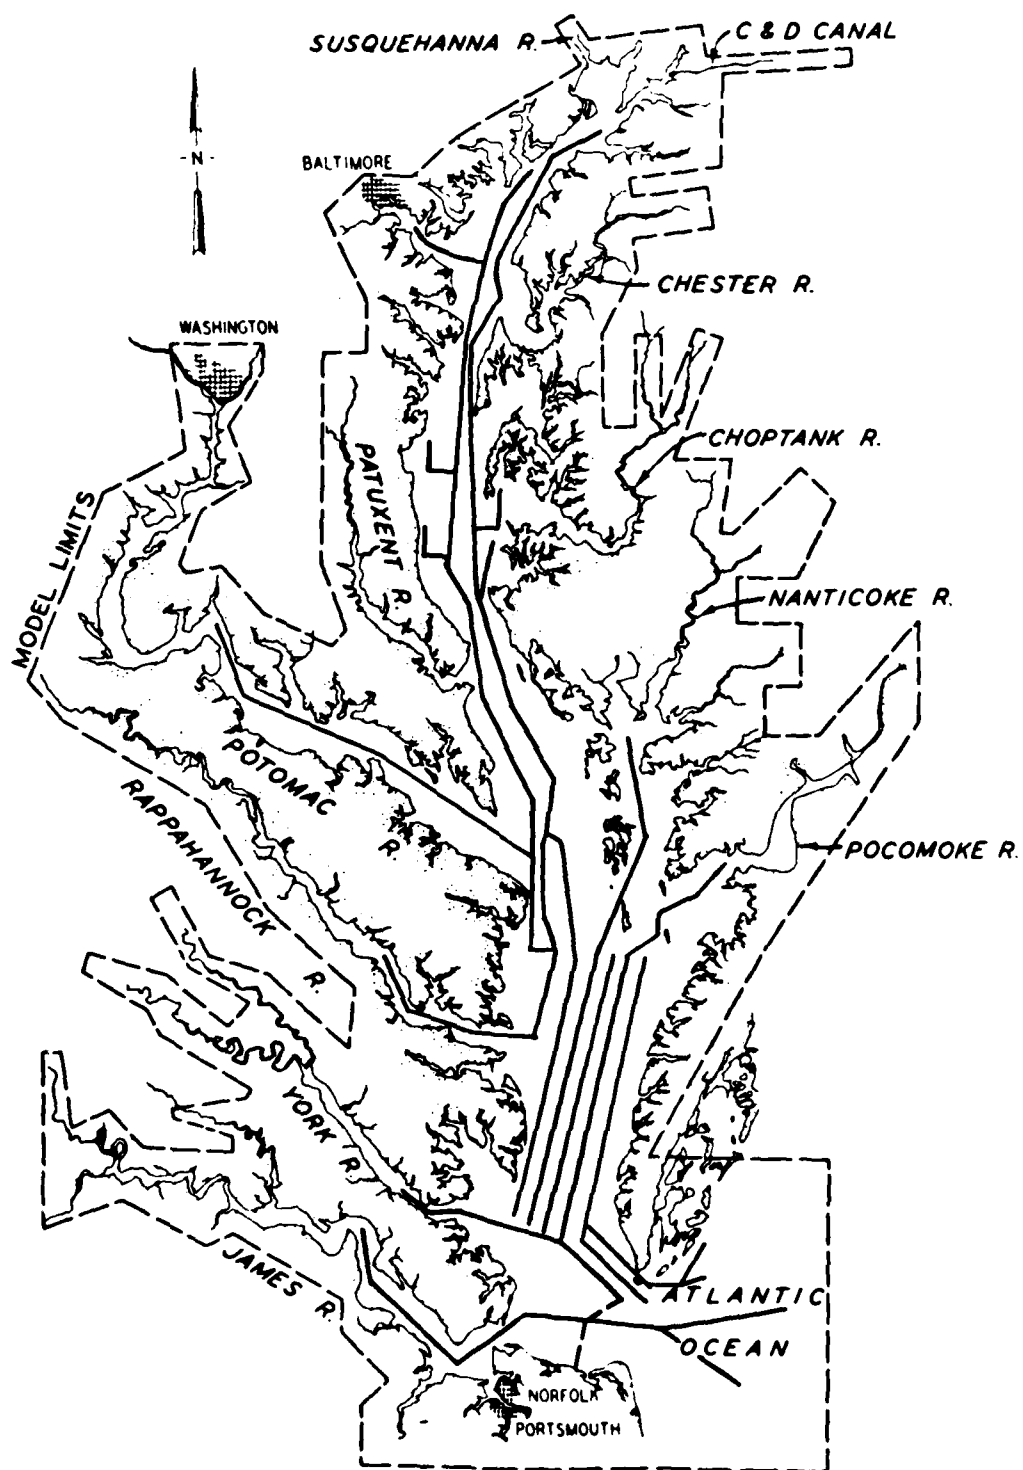 SUSQUEHANNA R.
C & D CANAL
-N-
BALTIMORE
CHESTER R.
WASHINGTON
CHOPTANK R.
PATUXENT R.
MODEL LIMITS
NANTICOKE R.
POTOMAC R.
RAPPAHANNOCK R.
POCOMOKE R.
YORK R.
JAMES R.
ATLANTIC
OCEAN
NORFOLK
PORTSMOUTH